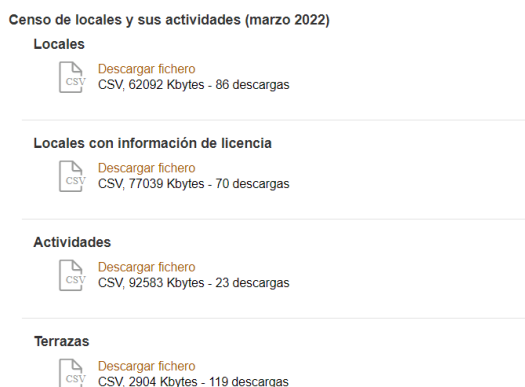 Censo de locales y sus actividades (marzo 2022)
Locales
Descargar fichero
CSV
CSV, 62092 Kbytes - 86 descargas
Locales con información de licencia
Descargar fichero
CSV
CSV, 77039 Kbytes - 70 descargas
Actividades
Descargar fichero
CSV
CSV, 92583 Kbytes - 23 descargas
Terrazas
Descargar fichero
CSV
CSV, 2904 Kbytes - 119 descargas